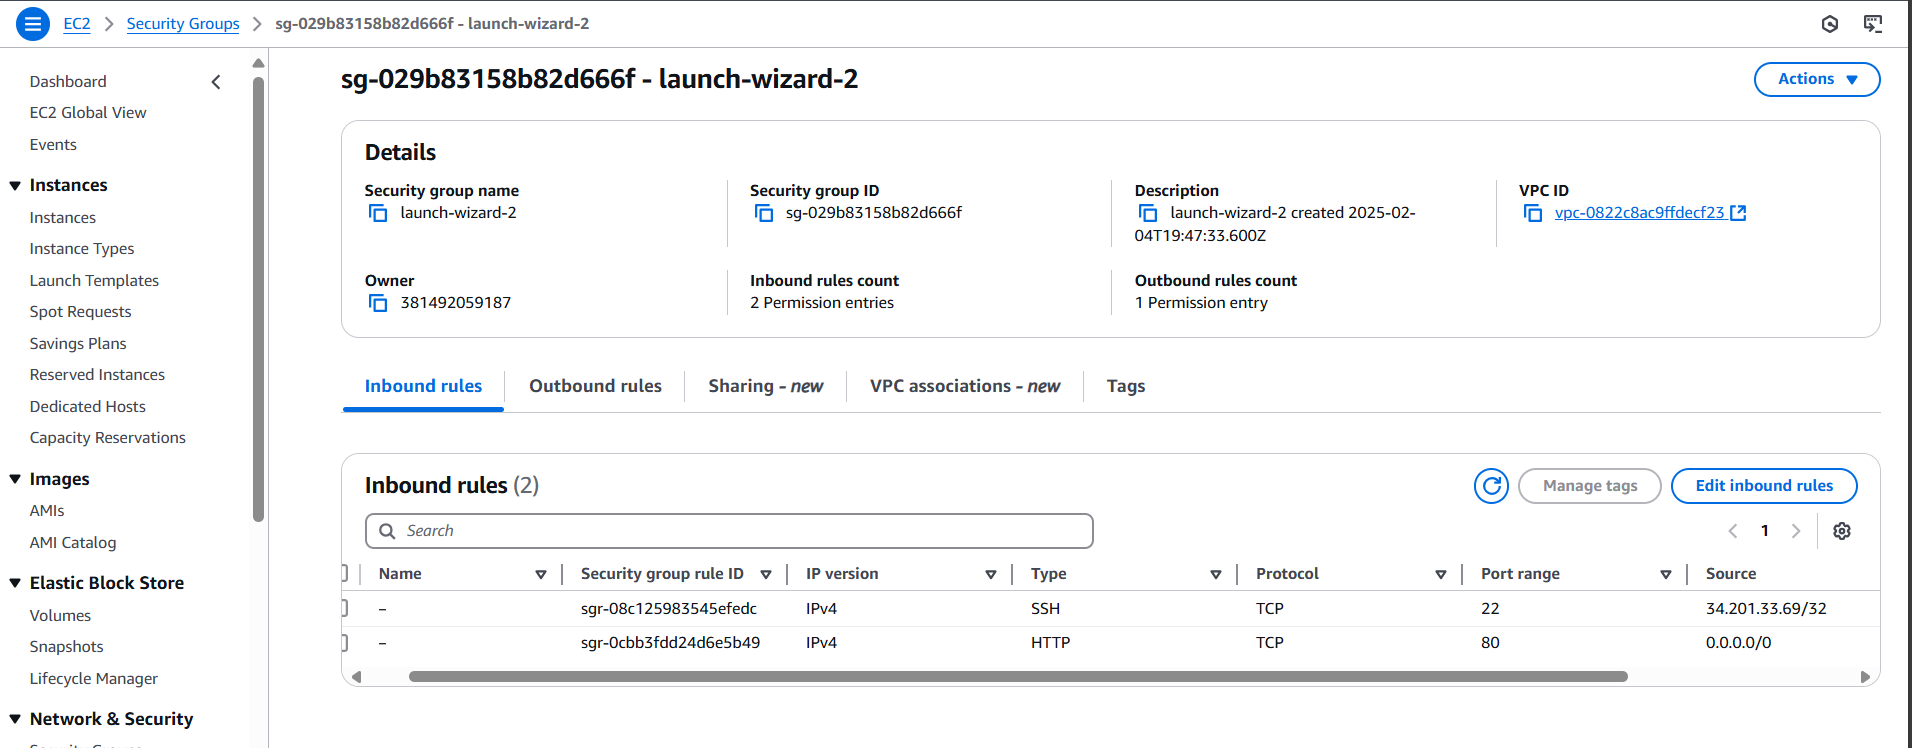 EC2 > Security Groups > sg-029b83158b82d666f - launch-wizard-2
Dashboard
EC2 Global View
Events
Instances
Instances
Instance Types
Launch Templates
Spot Requests
Savings Plans
Reserved Instances
Dedicated Hosts
Capacity Reservations
Images
AMIs
AMI Catalog
Elastic Block Store
Volumes
Snapshots
Lifecycle Manager
Network & Security
sg-029b83158b82d666f - launch-wizard-2
Actions
Details
Security group name
launch-wizard-2
Security group ID
sg-029b83158b82d666f
Description
launch-wizard-2 created 2025-02-
04T19:47:33.600Z
VPC ID
vpc-0822c8ac9ffdecf23
Owner
381492059187
Inbound rules count
2 Permission entries
Outbound rules count
1 Permission entry
Inbound rules Outbound rules Sharing - new VPC associations - new Tags
Inbound rules (2)
Manage tags
Edit inbound rules
Search
1
Name Security group rule ID IP version Type Protocol Port range Source
– sgr-08c125983545efedc IPv4 SSH TCP 22 34.201.33.69/32
– sgr-0cbb3fdd24d6e5b49 IPv4 HTTP TCP 80 0.0.0.0/0